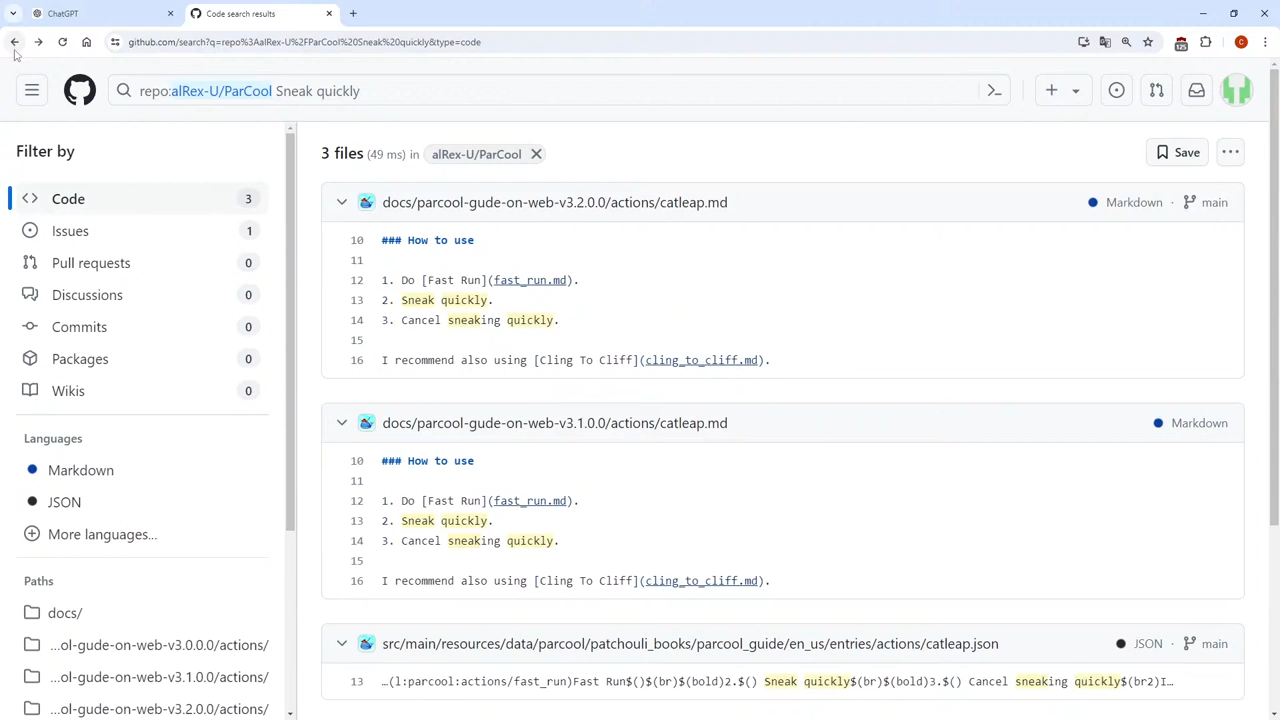 ChatGPT
Code search results
github.com/search?q=repo%3AalRex-U%2FParCool%20Sneak%20quickly&type=code
125
C
repo:alRex-U/ParCool Sneak quickly
Filter by
Code 3
Issues 1
Pull requests 0
Discussions 0
Commits 0
Packages 0
Wikis 0
Languages
Markdown
JSON
More languages...
Paths
docs/
...ol-gude-on-web-v3.0.0.0/actions/
...ol-gude-on-web-v3.1.0.0/actions/
...ol-gude-on-web-v3.2.0.0/actions/
3 files (49 ms) in alRex-U/ParCool
Save
docs/parcool-gude-on-web-v3.2.0.0/actions/catleap.md Markdown main
10 ### How to use
11
12 1. Do [Fast Run](fast_run.md).
13 2. Sneak quickly.
14 3. Cancel sneaking quickly.
15
16 I recommend also using [Cling To Cliff](cling_to_cliff.md).
docs/parcool-gude-on-web-v3.1.0.0/actions/catleap.md Markdown
10 ### How to use
11
12 1. Do [Fast Run](fast_run.md).
13 2. Sneak quickly.
14 3. Cancel sneaking quickly.
15
16 I recommend also using [Cling To Cliff](cling_to_cliff.md).
src/main/resources/data/parcool/patchouli_books/parcool_guide/en_us/entries/actions/catleap.json JSON main
13 …(l:parcool:actions/fast_run)Fast Run$()$(br)$(bold)2.$() Sneak quickly$(br)$(bold)3.$() Cancel sneaking quickly$(br2)I…